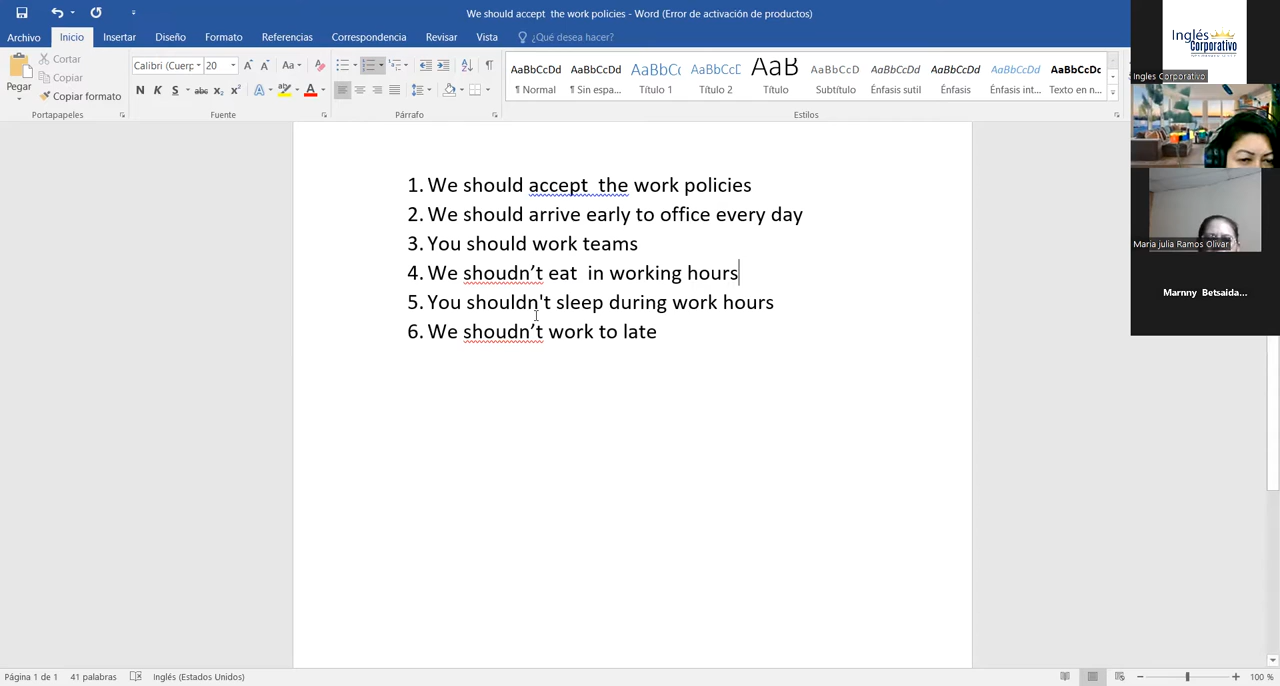 We should accept  the work policies - Word (Error de activación de productos)
Archivo Inicio Insertar Diseño Formato Referencias Correspondencia Revisar Vista ¿Qué desea hacer?
Pegar
Cortar
Copiar
Copiar formato
Portapapeles
Calibri (Cuerp 20
Aa
N K S abc x₂ x²
Fuente
Párrafo
AaBbCcDd AaBbCcDd AaBbC( AaBbCcC AaB AaBbCcD AaBbCcDd AaBbCcDd AaBbCcDd AaBbCcDc
¶ Normal ¶ Sin espa... Título 1 Título 2 Título Subtítulo Énfasis sutil Énfasis Énfasis int... Texto en n...
Estilos
Inglés
Corporativo
Ingles Corporativo
Maria julia Ramos Olivar
Marnny Betsaida...
1. We should accept  the work policies
2. We should arrive early to office every day
3. You should work teams
4. We shoudn’t eat  in working hours
5. You shouldn't sleep during work hours
6. We shoudn’t work to late
Página 1 de 1 41 palabras Inglés (Estados Unidos) 100 %